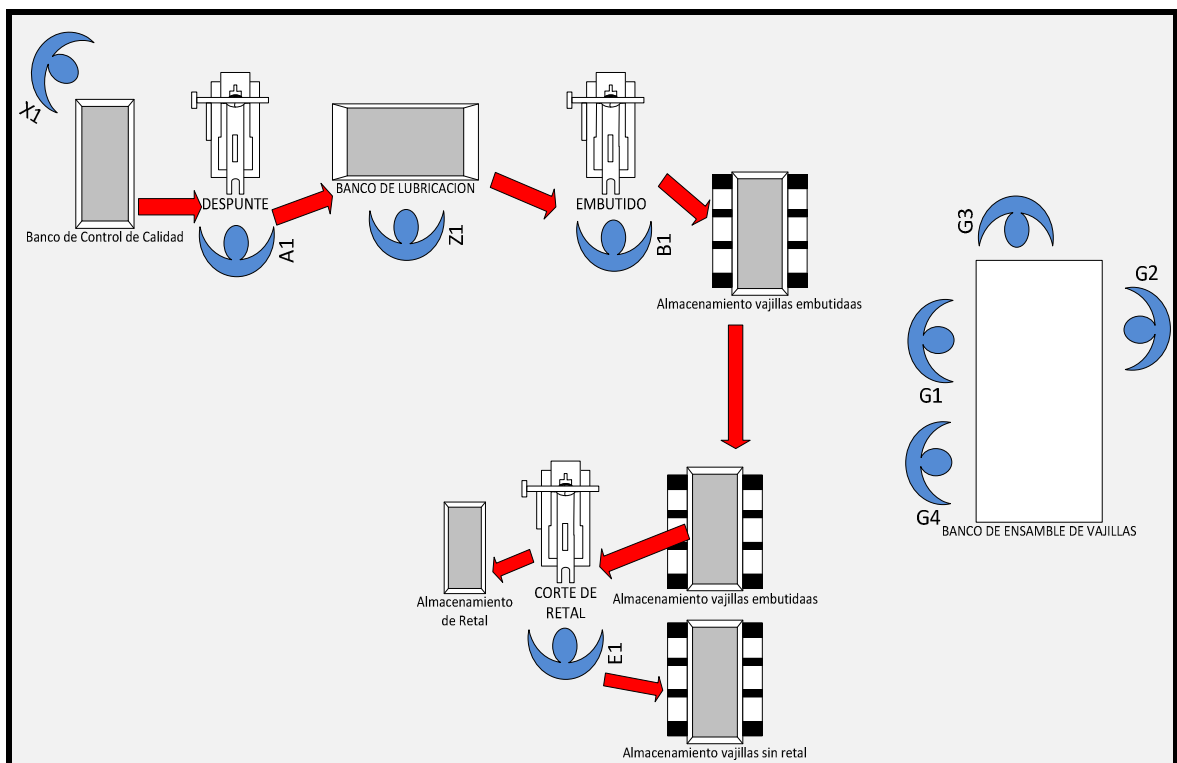 X1
Banco de Control de Calidad
DESPUNTE
A1
BANCO DE LUBRICACION
Z1
EMBUTIDO
B1
Almacenamiento vajillas embutidaas
G3
G2
G1
G4
BANCO DE ENSAMBLE DE VAJILLAS
Almacenamiento
de Retal
CORTE DE
RETAL
E1
Almacenamiento vajillas embutidaas
Almacenamiento vajillas sin retal